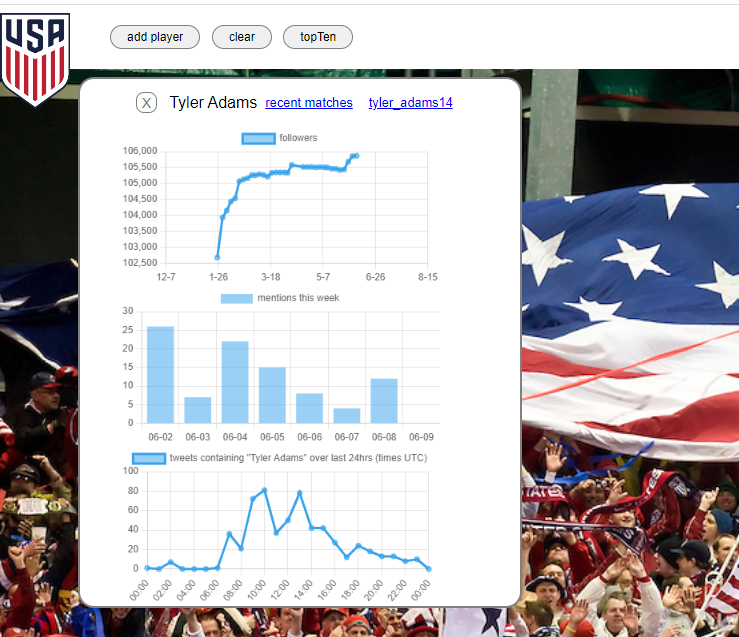 USA
add player clear topTen
X Tyler Adams recent matches tyler_adams14
followers
106,000
105,500
105,000
104,500
104,000
103,500
103,000
102,500
12-7 1-26 3-18 5-7 6-26 8-15
mentions this week
30
25
20
15
10
5
0
06-02 06-03 06-04 06-05 06-06 06-07 06-08 06-09
tweets containing "Tyler Adams" over last 24hrs (times UTC)
100
80
60
40
20
0
00:00 02:00 04:00 06:00 08:00 10:00 12:00 14:00 16:00 18:00 20:00 22:00 00:00